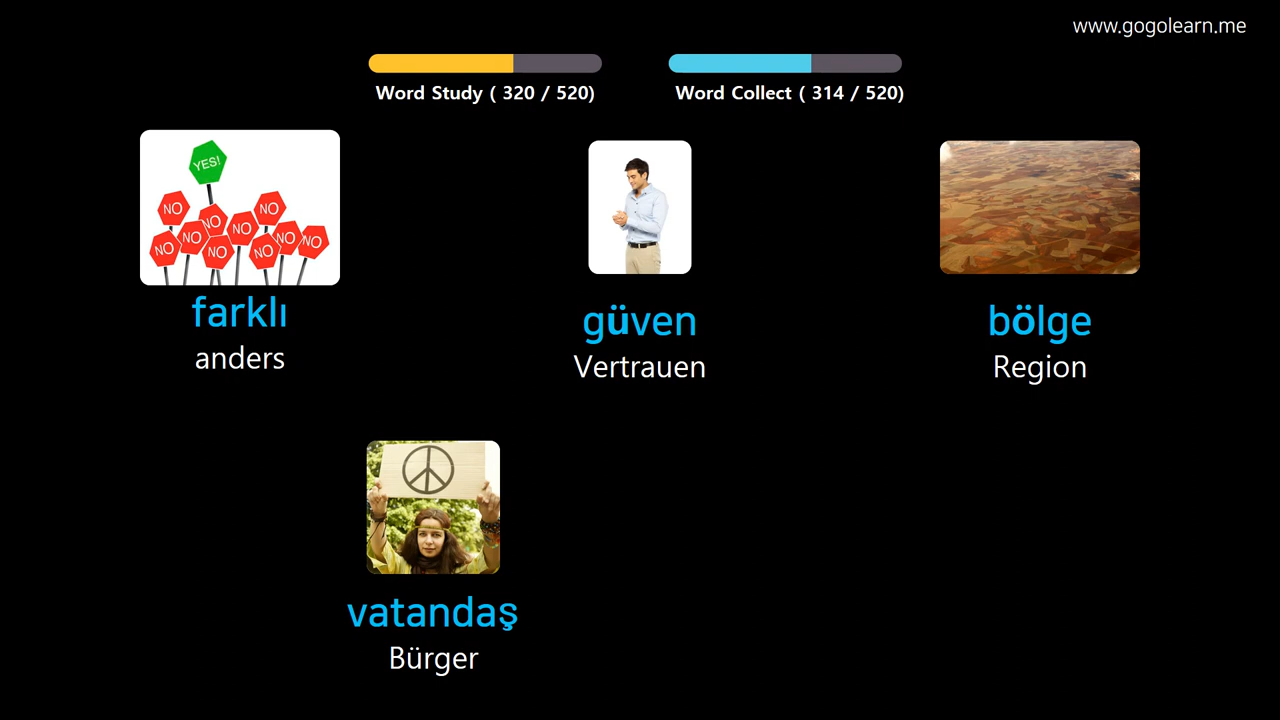 www.gogolearn.me
Word Study ( 320 / 520)
Word Collect ( 314 / 520)
YES!
NO
NO
NO
NO
NO
NO
NO
NO
NO
NO
farklı
anders
güven
Vertrauen
bölge
Region
vatandaş
Bürger